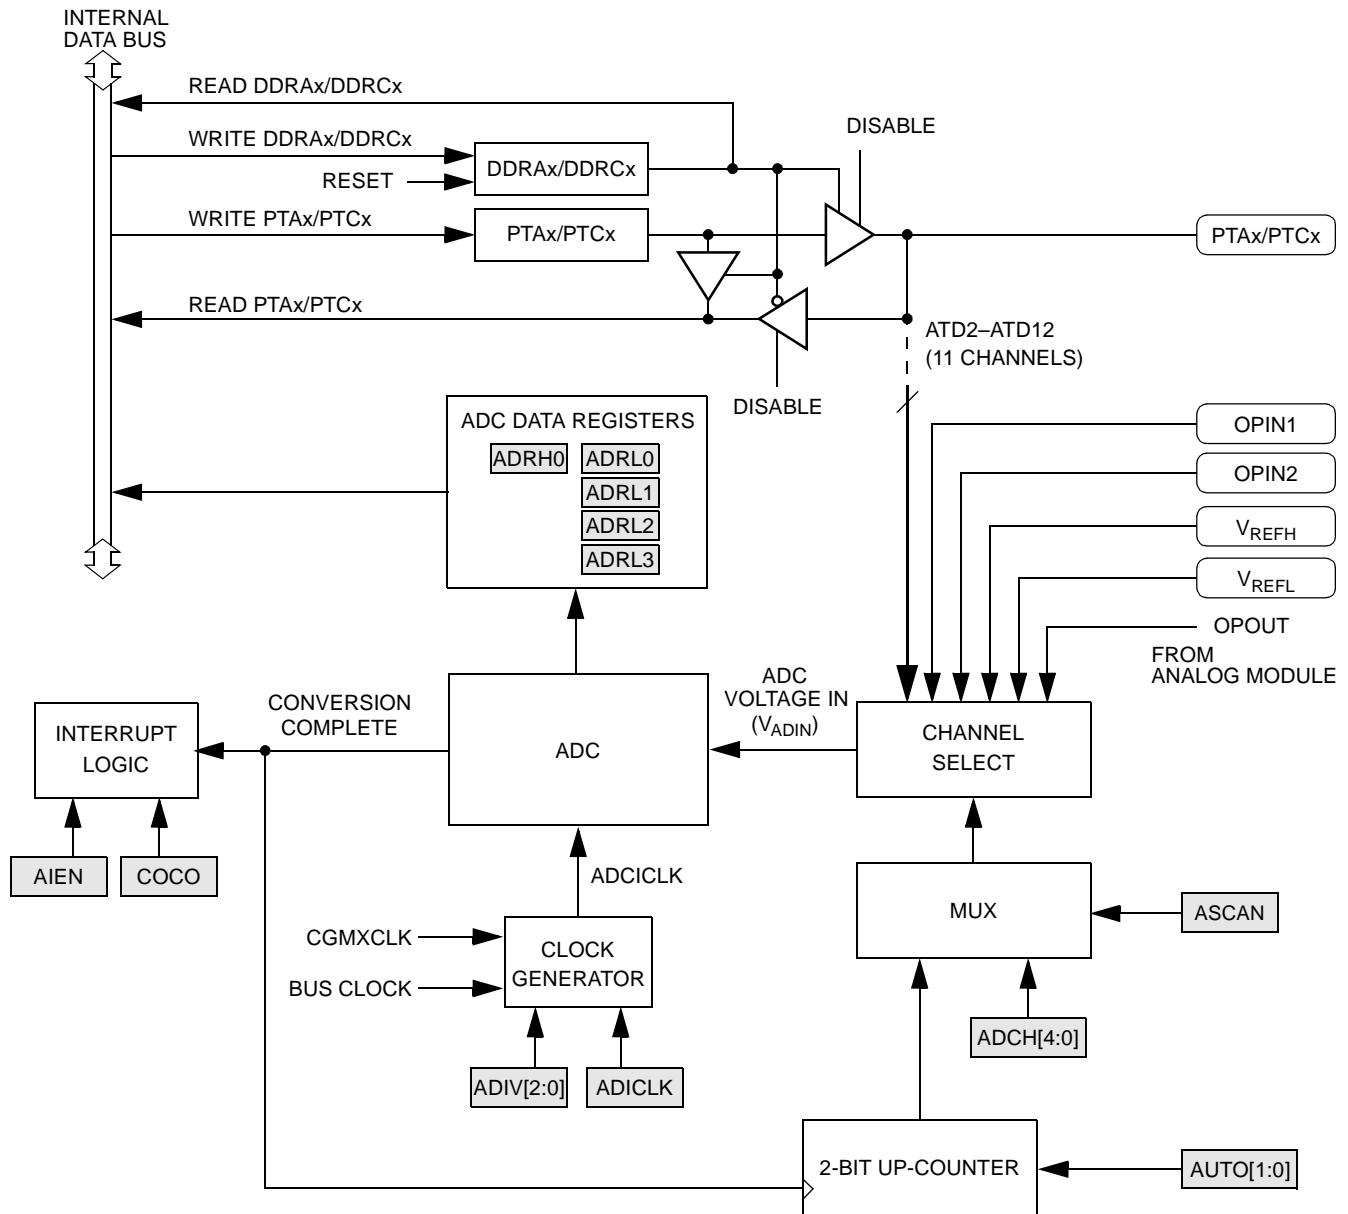 INTERNAL
DATA BUS
READ DDRAx/DDRCx
WRITE DDRAx/DDRCx
RESET
DDRAx/DDRCx
DISABLE
WRITE PTAx/PTCx
PTAx/PTCx
PTAx/PTCx
READ PTAx/PTCx
DISABLE
ATD2–ATD12
(11 CHANNELS)
ADC DATA REGISTERS
ADRH0 ADRL0
ADRL1
ADRL2
ADRL3
OPIN1
OPIN2
VREFH
VREFL
OPOUT
FROM
ANALOG MODULE
INTERRUPT
LOGIC
CONVERSION
COMPLETE
ADC
ADC
VOLTAGE IN
(VADIN)
CHANNEL
SELECT
AIEN
COCO
ADCICLK
MUX
ASCAN
CGMXCLK
BUS CLOCK
CLOCK
GENERATOR
ADCH[4:0]
ADIV[2:0]
ADICLK
2-BIT UP-COUNTER
AUTO[1:0]